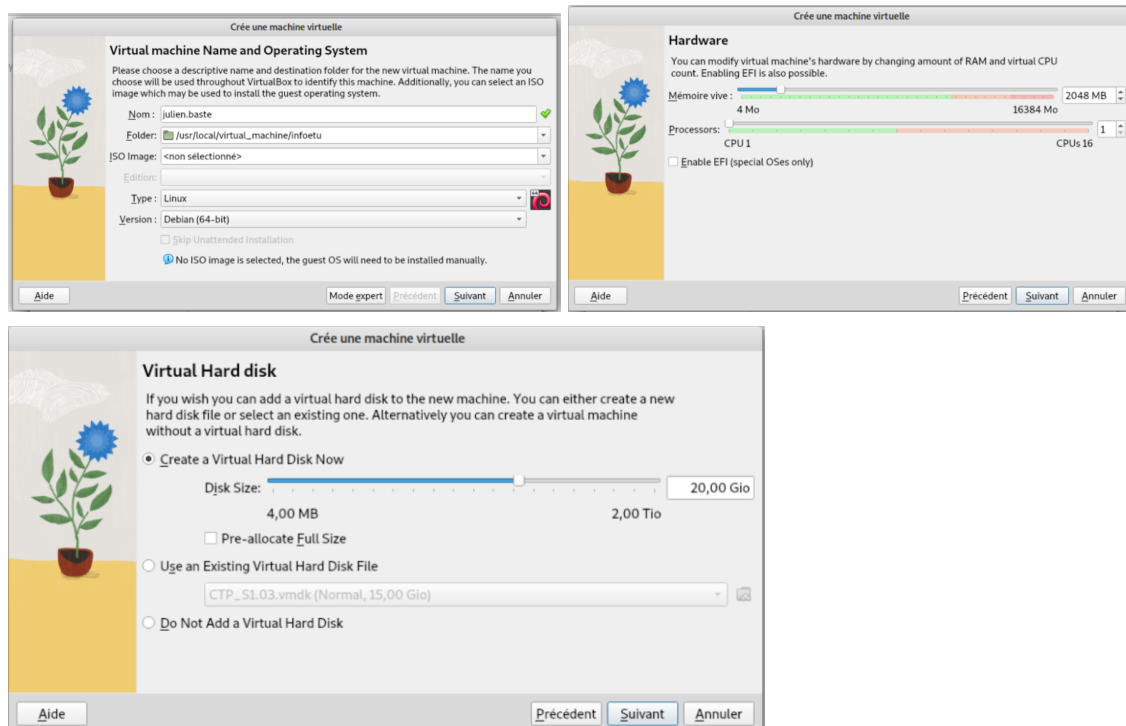 Crée une machine virtuelle
Virtual machine Name and Operating System
Please choose a descriptive name and destination folder for the new virtual machine. The name you
choose will be used throughout VirtualBox to identify this machine. Additionally, you can select an ISO
image which may be used to install the guest operating system.
Nom : julien.baste
Folder: /usr/local/virtual_machine/infoetu
ISO Image: <non sélectionné>
Edition:
Type : Linux
Version : Debian (64-bit)
Skip Unattended Installation
No ISO image is selected, the guest OS will need to be installed manually.
Aide Mode expert Précédent Suivant Annuler
Crée une machine virtuelle
Hardware
You can modify virtual machine's hardware by changing amount of RAM and virtual CPU
count. Enabling EFI is also possible.
Mémoire vive : 2048 MB
4 Mo 16384 Mo
Processors: 1
CPU 1 CPUs 16
Enable EFI (special OSes only)
Aide Précédent Suivant Annuler
Crée une machine virtuelle
Virtual Hard disk
If you wish you can add a virtual hard disk to the new machine. You can either create a new
hard disk file or select an existing one. Alternatively you can create a virtual machine
without a virtual hard disk.
Create a Virtual Hard Disk Now
Disk Size: 20,00 Gio
4,00 MB 2,00 Tio
Pre-allocate Full Size
Use an Existing Virtual Hard Disk File
CTP_S1.03.vmdk (Normal, 15,00 Gio)
Do Not Add a Virtual Hard Disk
Aide Précédent Suivant Annuler